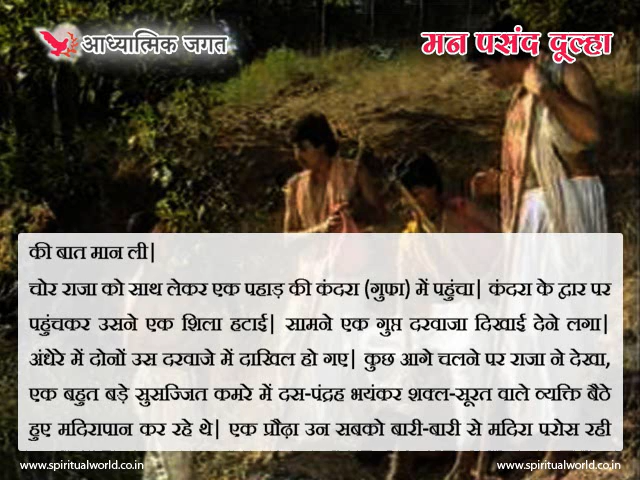 आध्यात्मिक जगत
मन पसंद दूल्हा
की बात मान ली|
चोर राजा को साथ लेकर एक पहाड़ की कंदरा (गुफा) में पहुंचा| कंदरा के द्वार पर
पहुंचकर उसने एक शिला हटाई| सामने एक गुप्त दरवाजा दिखाई देने लगा|
अंधेरे में दोनों उस दरवाजे में दाखिल हो गए| कुछ आगे चलने पर राजा ने देखा,
एक बहुत बड़े सुसज्जित कमरे में दस-पंद्रह भयंकर शक्ल-सूरत वाले व्यक्ति बैठे
हुए मदिरापान कर रहे थे| एक प्रौढ़ा उन सबको बारी-बारी से मदिरा परोस रही
www.spiritualworld.co.in
www.spiritualworld.co.in